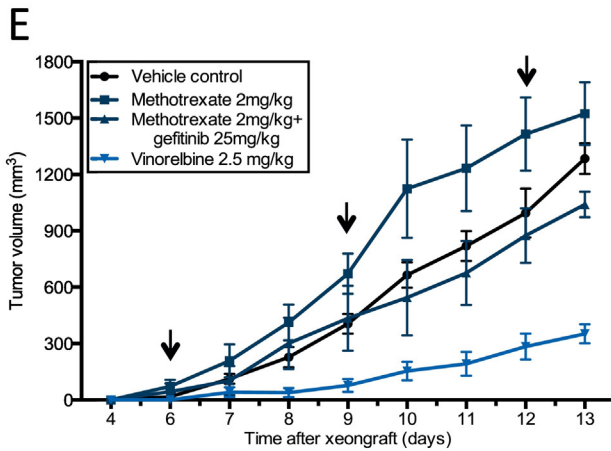 E
1800
1500
1200
900
600
300
0
Tumor volume (mm³)
Vehicle control
Methotrexate 2mg/kg
Methotrexate 2mg/kg+
gefitinib 25mg/kg
Vinorelbine 2.5 mg/kg
4 5 6 7 8 9 10 11 12 13
Time after xeongraft (days)